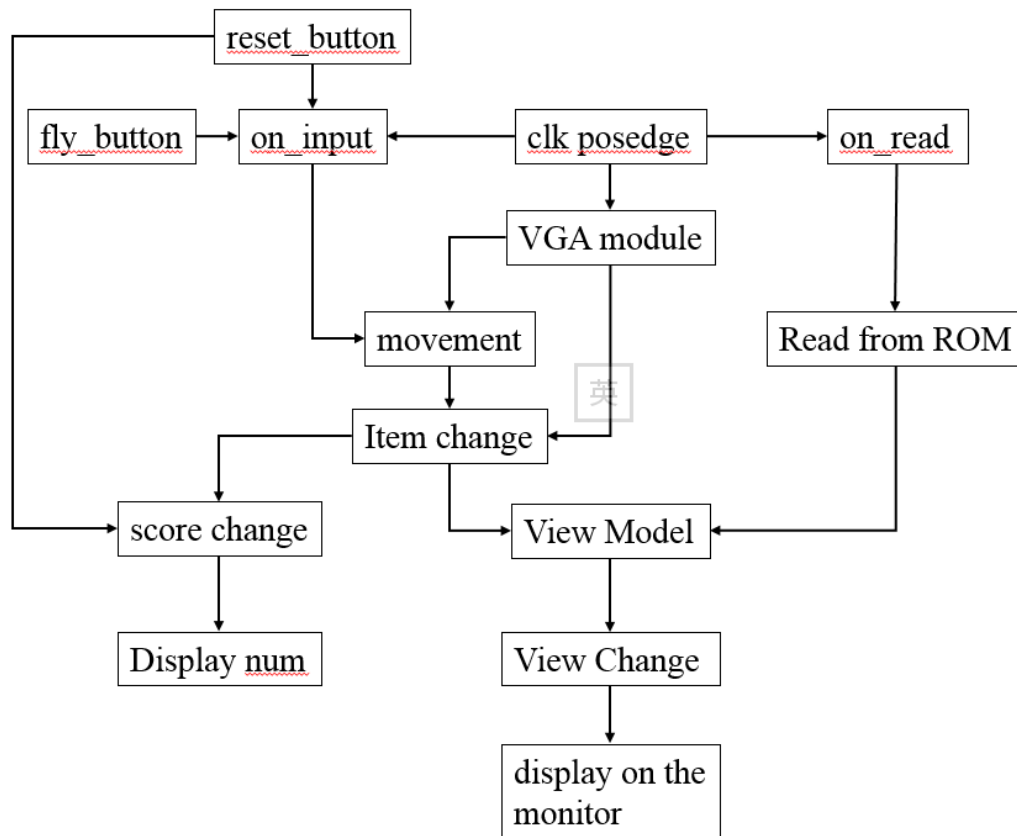 reset_button
fly_button
on_input
clk posedge
on_read
VGA module
movement
Read from ROM
英
Item change
score change
View Model
Display num
View Change
display on the
monitor